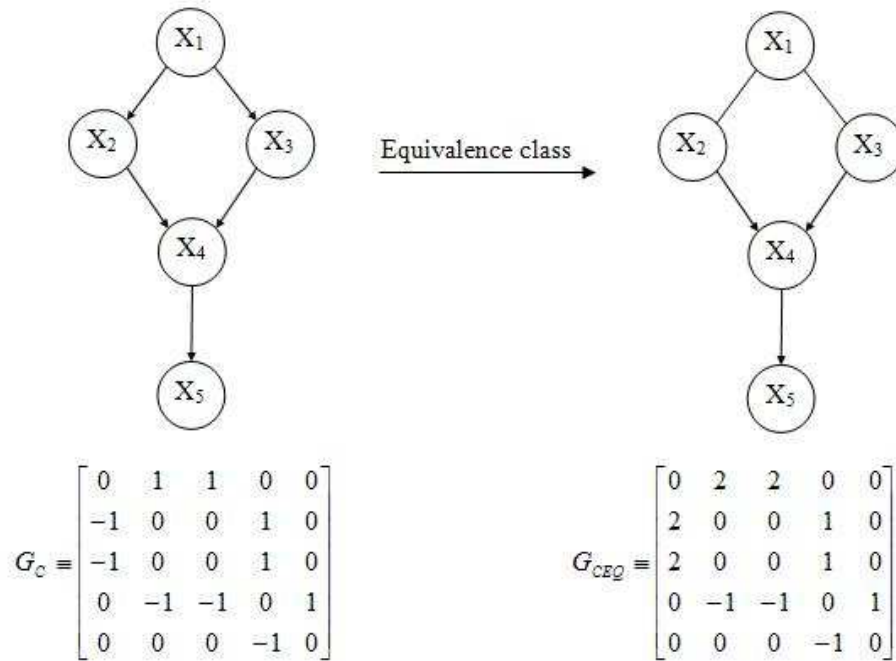 X₁ X₁
X₂ X₃ Equivalence class X₂ X₃
X₄ X₄
X₅ X₅
0 1 1 0 0 0 2 2 0 0
−1 0 0 1 0 2 0 0 1 0
G_C ≡ −1 0 0 1 0 G_CEQ ≡ 2 0 0 1 0
0 −1 −1 0 1 0 −1 −1 0 1
0 0 0 −1 0 0 0 0 −1 0